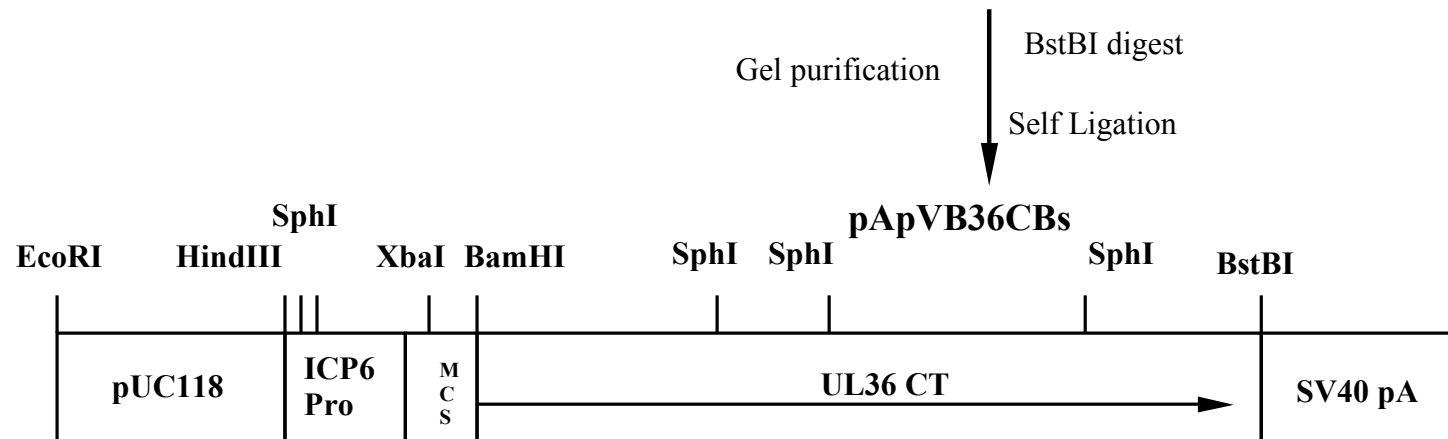 BstBI digest
Gel purification
Self Ligation
pApVB36CBs
SphI
EcoRI HindIII XbaI BamHI SphI SphI SphI BstBI
pUC118
ICP6
Pro
M
C
S
UL36 CT
SV40 pA